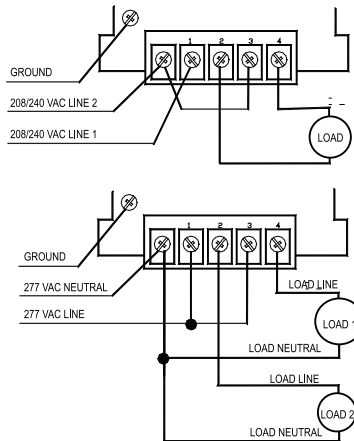 1 2 3 4
GROUND
208/240 VAC LINE 2
208/240 VAC LINE 1
LOAD
1 2 3 4
GROUND
277 VAC NEUTRAL
277 VAC LINE
LOAD LINE
LOAD 1
LOAD NEUTRAL
LOAD LINE
LOAD 2
LOAD NEUTRAL